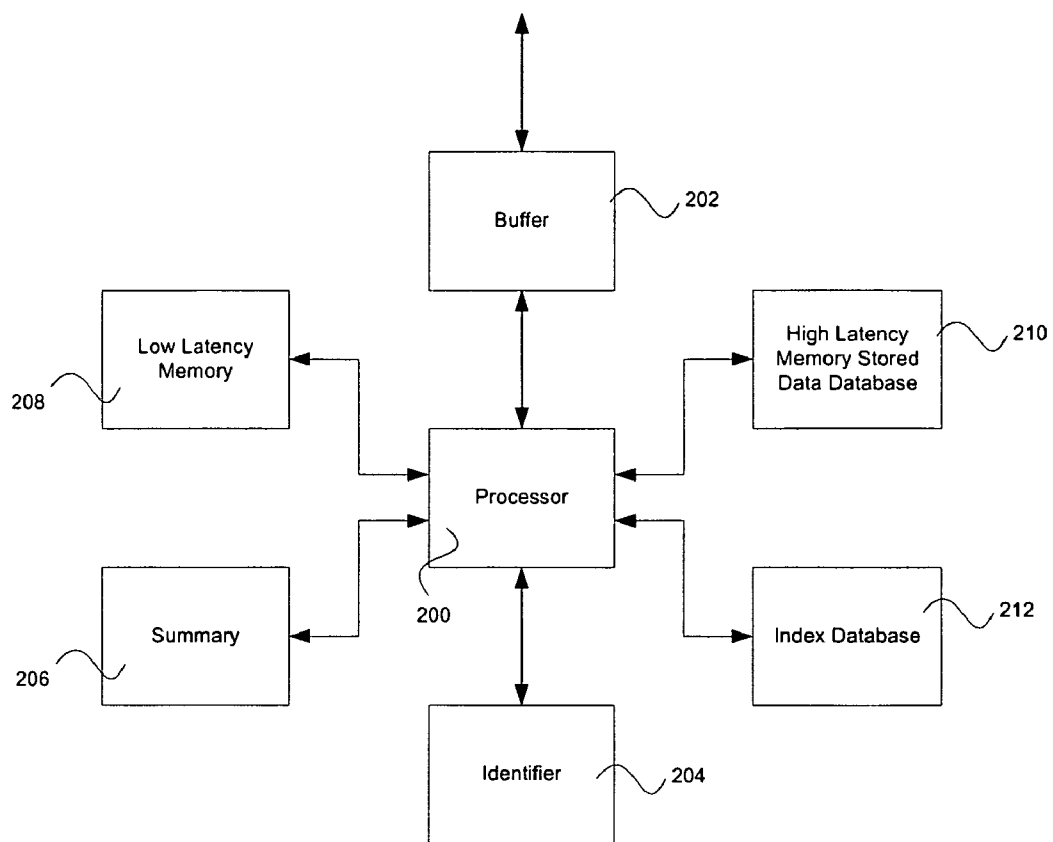 Buffer
202
Low Latency
Memory
208
High Latency
Memory Stored
Data Database
210
Processor
200
Summary
206
Index Database
212
Identifier
204